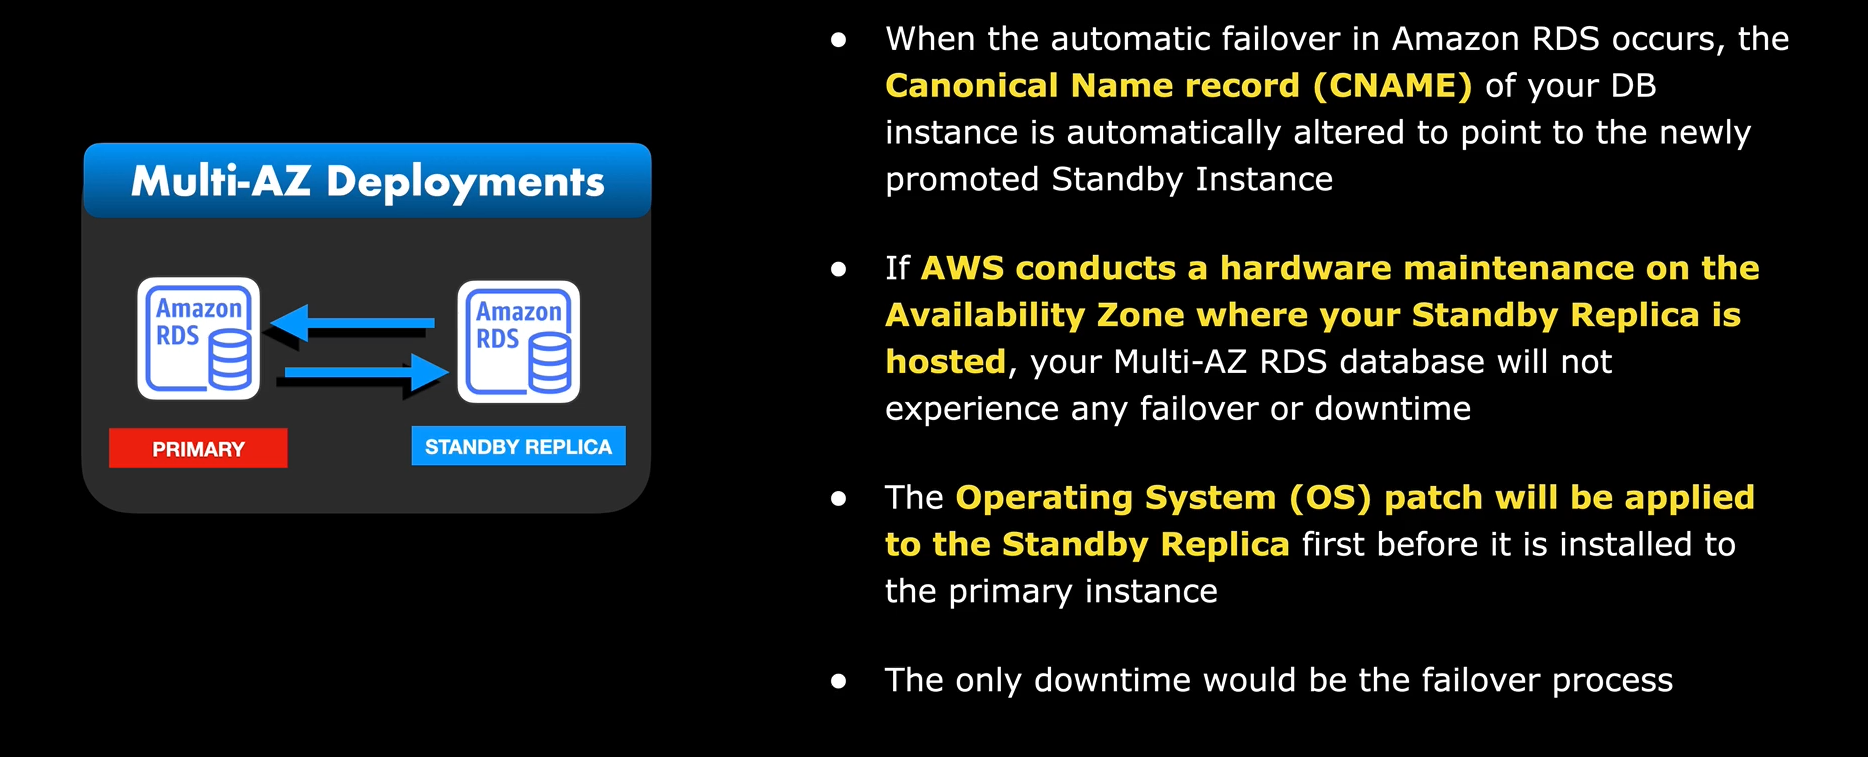 Multi-AZ Deployments
Amazon
RDS
Amazon
RDS
PRIMARY
STANDBY REPLICA
● When the automatic failover in Amazon RDS occurs, the
Canonical Name record (CNAME) of your DB
instance is automatically altered to point to the newly
promoted Standby Instance
● If AWS conducts a hardware maintenance on the
Availability Zone where your Standby Replica is
hosted, your Multi-AZ RDS database will not
experience any failover or downtime
● The Operating System (OS) patch will be applied
to the Standby Replica first before it is installed to
the primary instance
● The only downtime would be the failover process